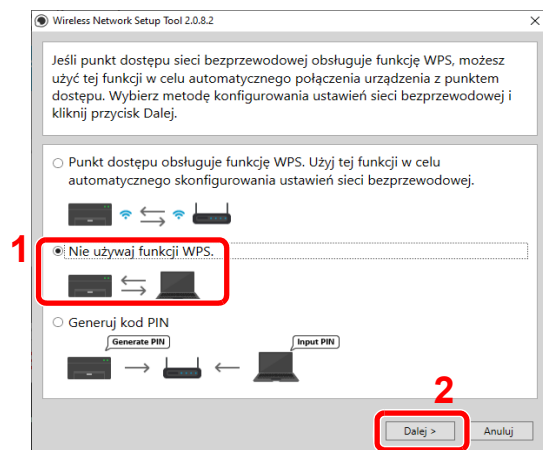 Wireless Network Setup Tool 2.0.8.2
Jeśli punkt dostępu sieci bezprzewodowej obsługuje funkcję WPS, możesz
użyć tej funkcji w celu automatycznego połączenia urządzenia z punktem
dostępu. Wybierz metodę konfigurowania ustawień sieci bezprzewodowej i
kliknij przycisk Dalej.
Punkt dostępu obsługuje funkcję WPS. Użyj tej funkcji w celu
automatycznego skonfigurowania ustawień sieci bezprzewodowej.
1
Nie używaj funkcji WPS.
Generuj kod PIN
Generate PIN
Input PIN
2
Dalej >
Anuluj